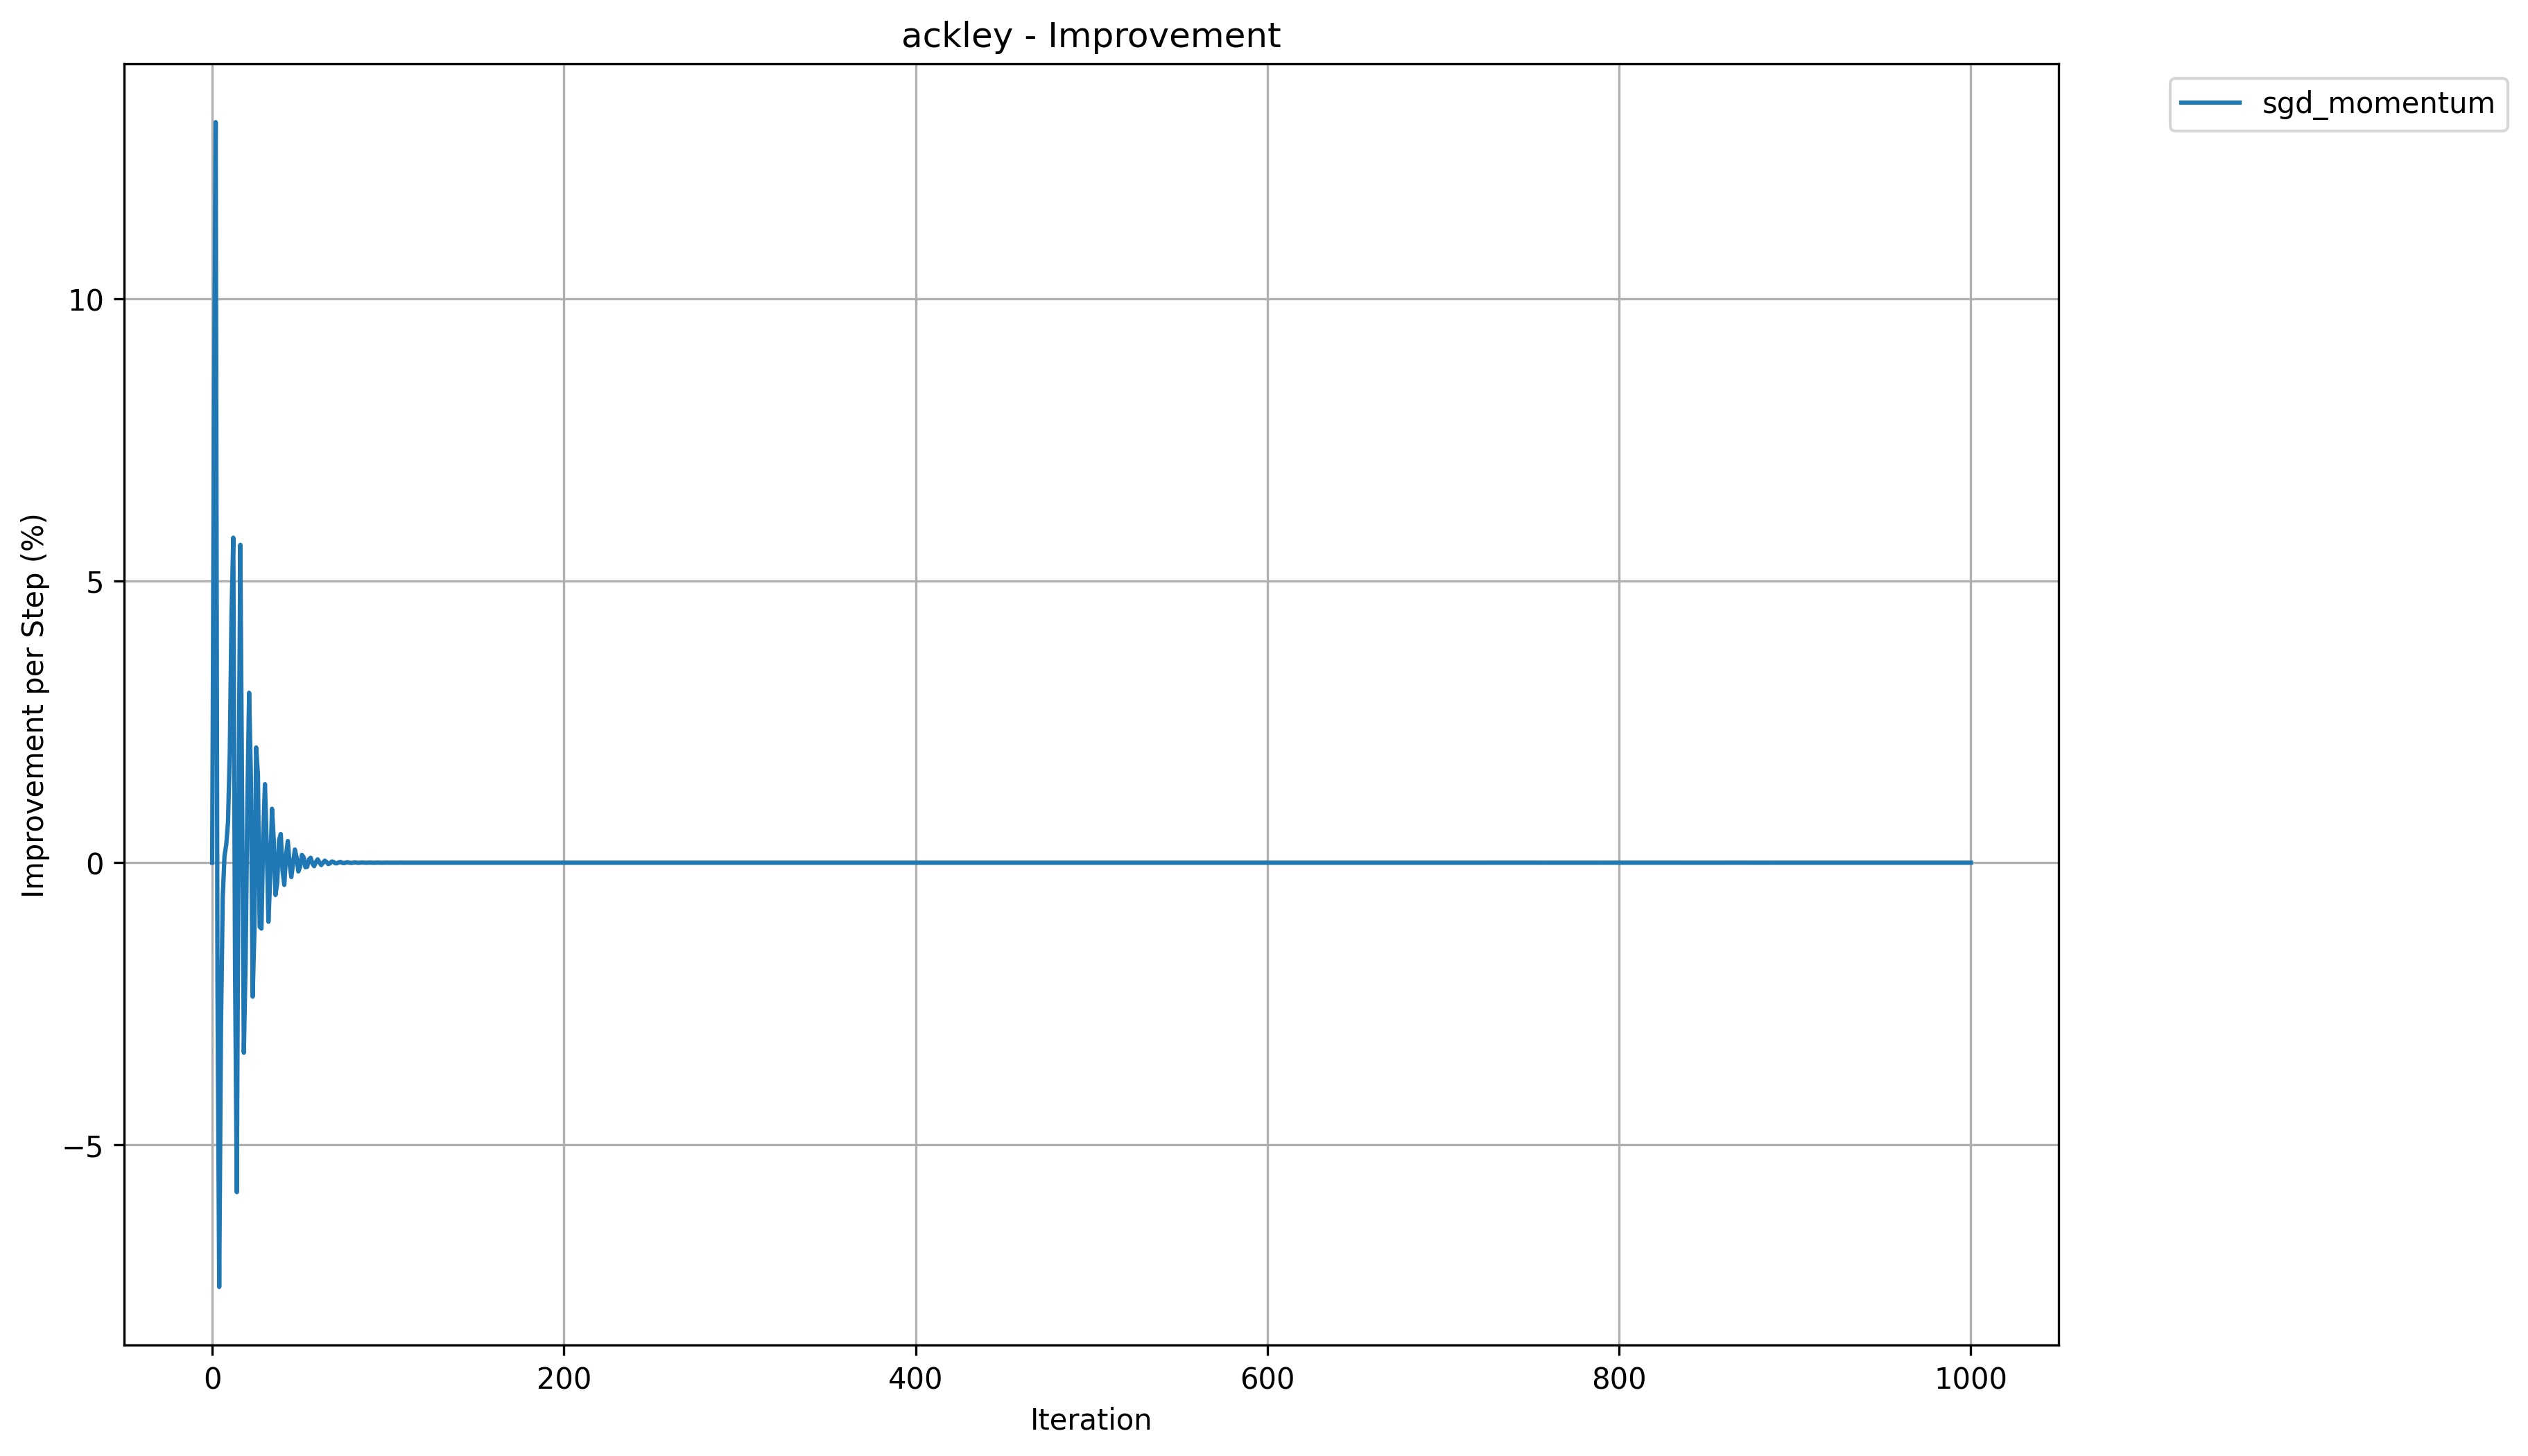 ackley - Improvement
sgd_momentum
Improvement per Step (%)
10
5
0
−5
0 200 400 600 800 1000
Iteration